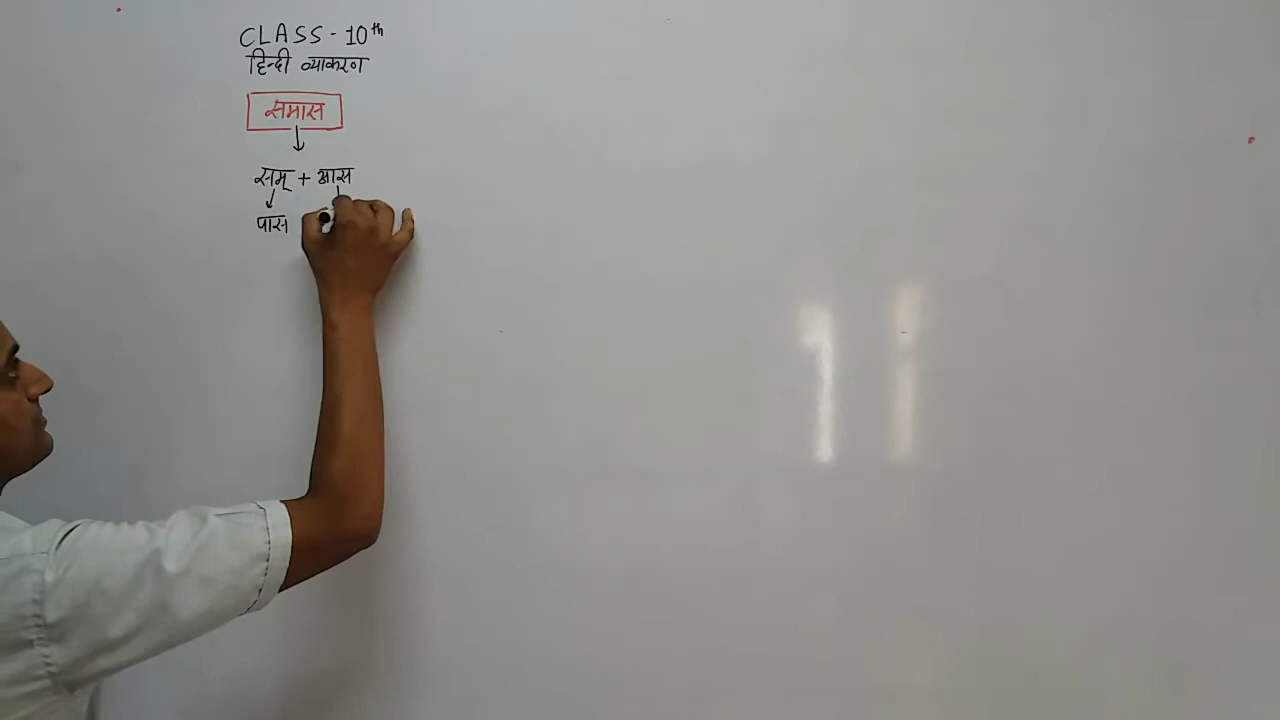 CLASS - 10th
हिन्दी व्याकरण
समास
सम् + आस
पास